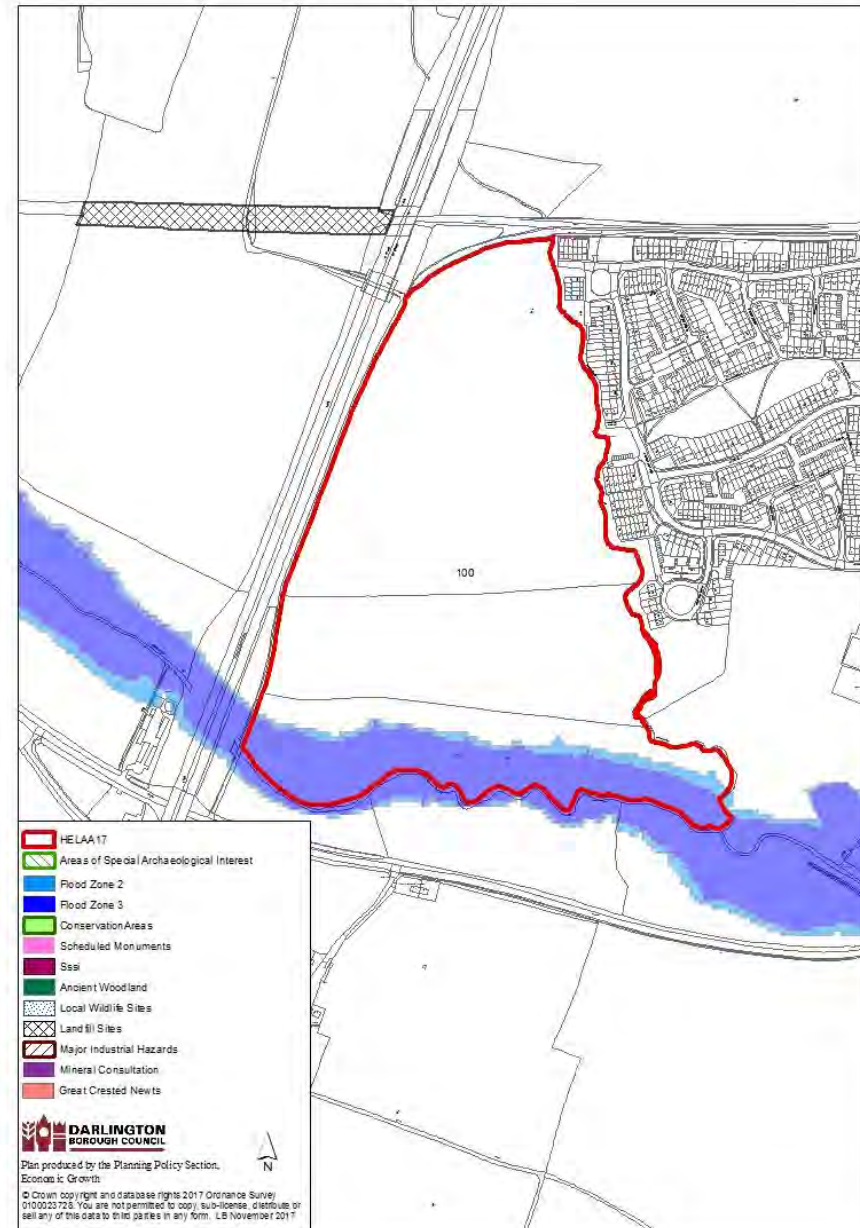 100
HELAA17
Areas of Special Archaeological Interest
Flood Zone 2
Flood Zone 3
Conservation Areas
Scheduled Monuments
Sssi
Ancient Woodland
Local Wildlife Sites
Landfill Sites
Major Industrial Hazards
Mineral Consultation
Great Crested Newts
DARLINGTON
BOROUGH COUNCIL
Plan produced by the Planning Policy Section,
Economic Growth
N
© Crown copyright and database rights 2017 Ordnance Survey
0100023728. You are not permitted to copy, sub-license, distribute or
sell any of this data to third parties in any form. LB November 2017